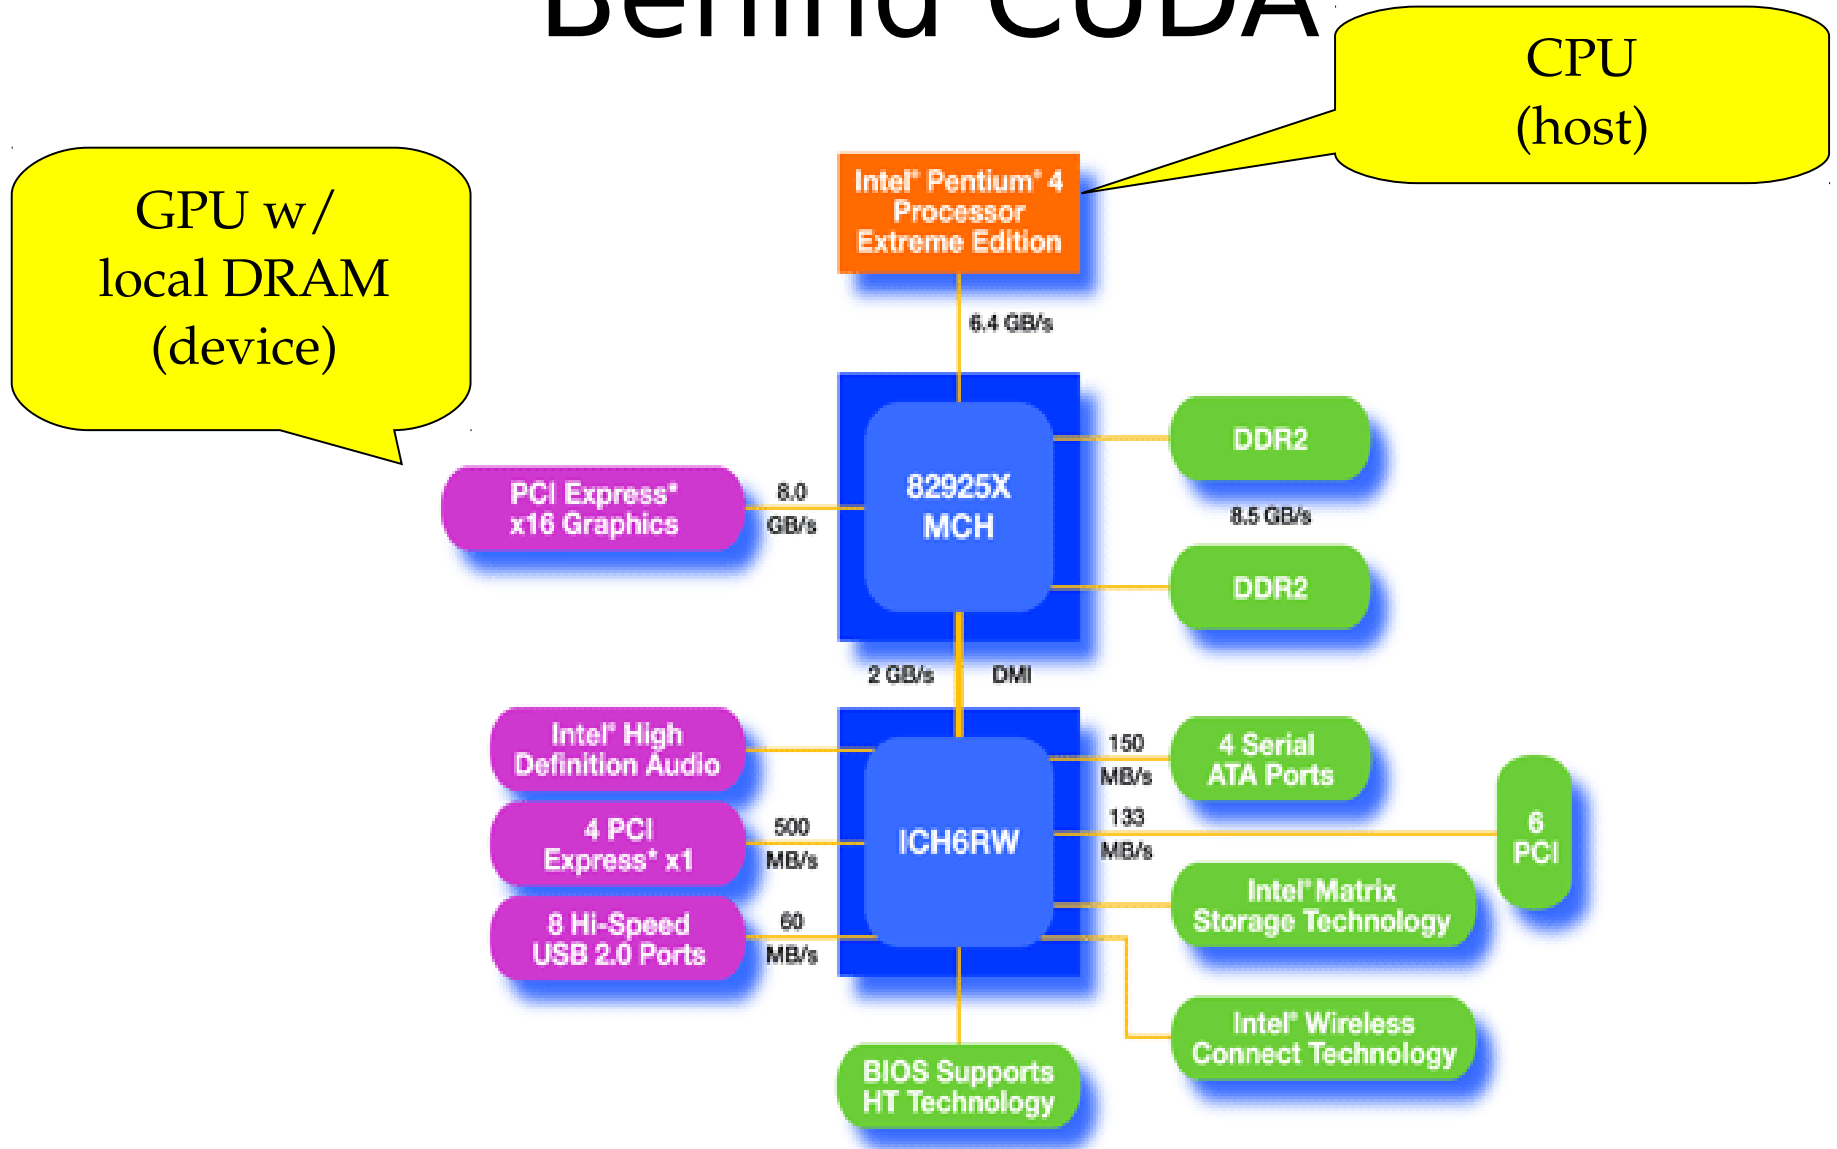 Behind CUDA
CPU
(host)
GPU w/
local DRAM
(device)
Intel® Pentium® 4
Processor
Extreme Edition
6.4 GB/s
82925X
MCH
DDR2
8.5 GB/s
DDR2
PCI Express*
x16 Graphics
8.0
GB/s
2 GB/s
DMI
Intel® High
Definition Audio
4 PCI
Express* x1
500
MB/s
8 Hi-Speed
USB 2.0 Ports
60
MB/s
ICH6RW
150
MB/s
4 Serial
ATA Ports
133
MB/s
6
PCI
Intel® Matrix
Storage Technology
Intel® Wireless
Connect Technology
BIOS Supports
HT Technology